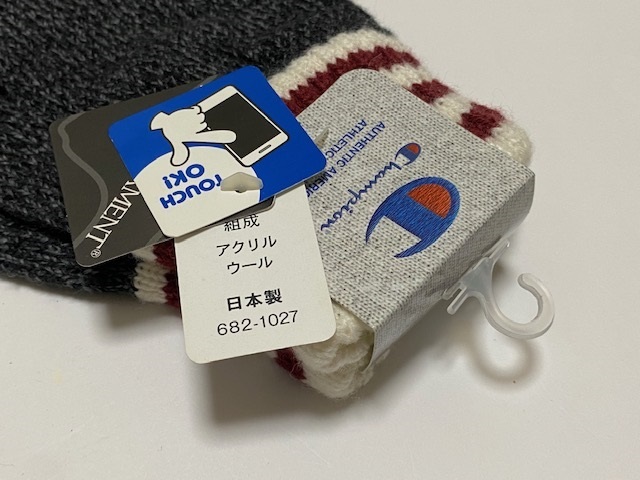 TOUCH
OK!
組成
アクリル
ウール
日本製
682-1027
AUTHENTIC AMERI
ATHLETIC
Champion